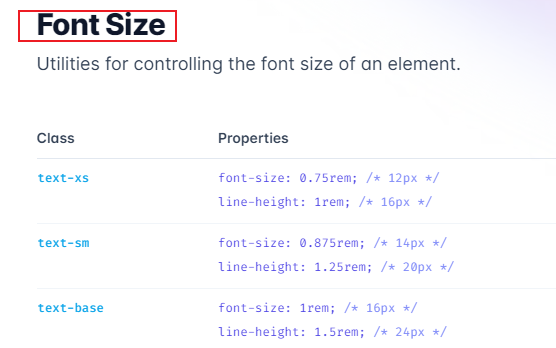 Font Size
Utilities for controlling the font size of an element.
Class Properties
text-xs font-size: 0.75rem; /* 12px */
line-height: 1rem; /* 16px */
text-sm font-size: 0.875rem; /* 14px */
line-height: 1.25rem; /* 20px */
text-base font-size: 1rem; /* 16px */
line-height: 1.5rem; /* 24px */